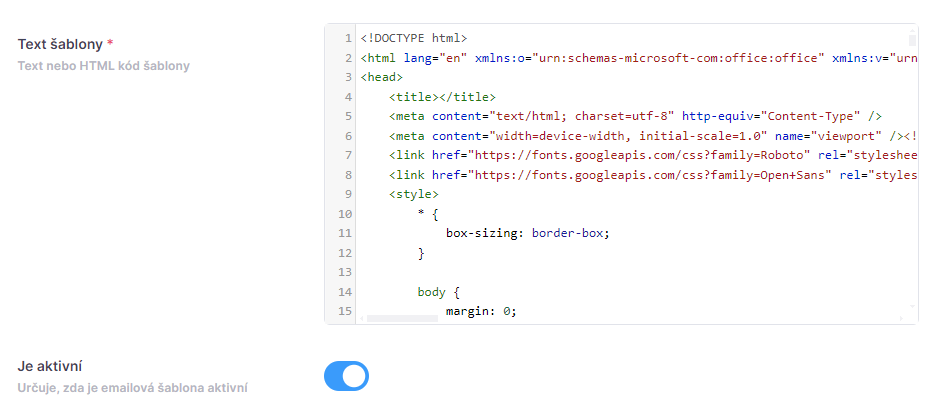 Text šablony *
Text nebo HTML kód šablony
1 <!DOCTYPE html>
2 <html lang="en" xmlns:o="urn:schemas-microsoft-com:office:office" xmlns:v="urn
3 <head>
4 <title></title>
5 <meta content="text/html; charset=utf-8" http-equiv="Content-Type" />
6 <meta content="width=device-width, initial-scale=1.0" name="viewport" /><!
7 <link href="https://fonts.googleapis.com/css?family=Roboto" rel="styleshee
8 <link href="https://fonts.googleapis.com/css?family=Open+Sans" rel="styles
9 <style>
10 * {
11 box-sizing: border-box;
12 }
13
14 body {
15 margin: 0;
Je aktivní
Určuje, zda je emailová šablona aktivní